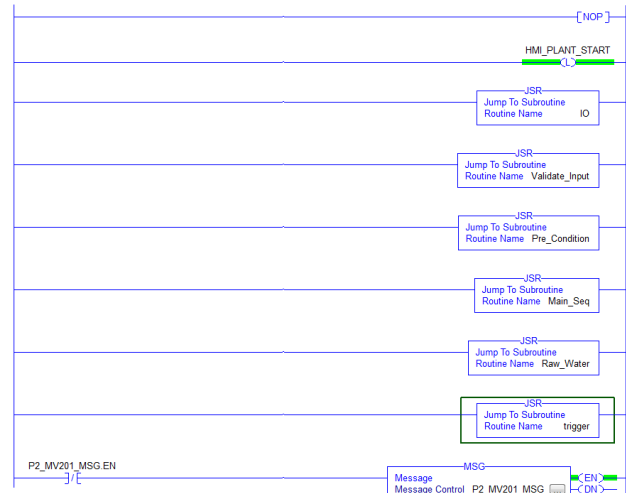 NOP
HMI_PLANT_START
L
JSR
Jump To Subroutine
Routine Name IO
JSR
Jump To Subroutine
Routine Name Validate_Input
JSR
Jump To Subroutine
Routine Name Pre_Condition
JSR
Jump To Subroutine
Routine Name Main_Seq
JSR
Jump To Subroutine
Routine Name Raw_Water
JSR
Jump To Subroutine
Routine Name trigger
P2_MV201_MSG.EN
/
MSG
Message EN
Message Control P2_MV201_MSG ... DN